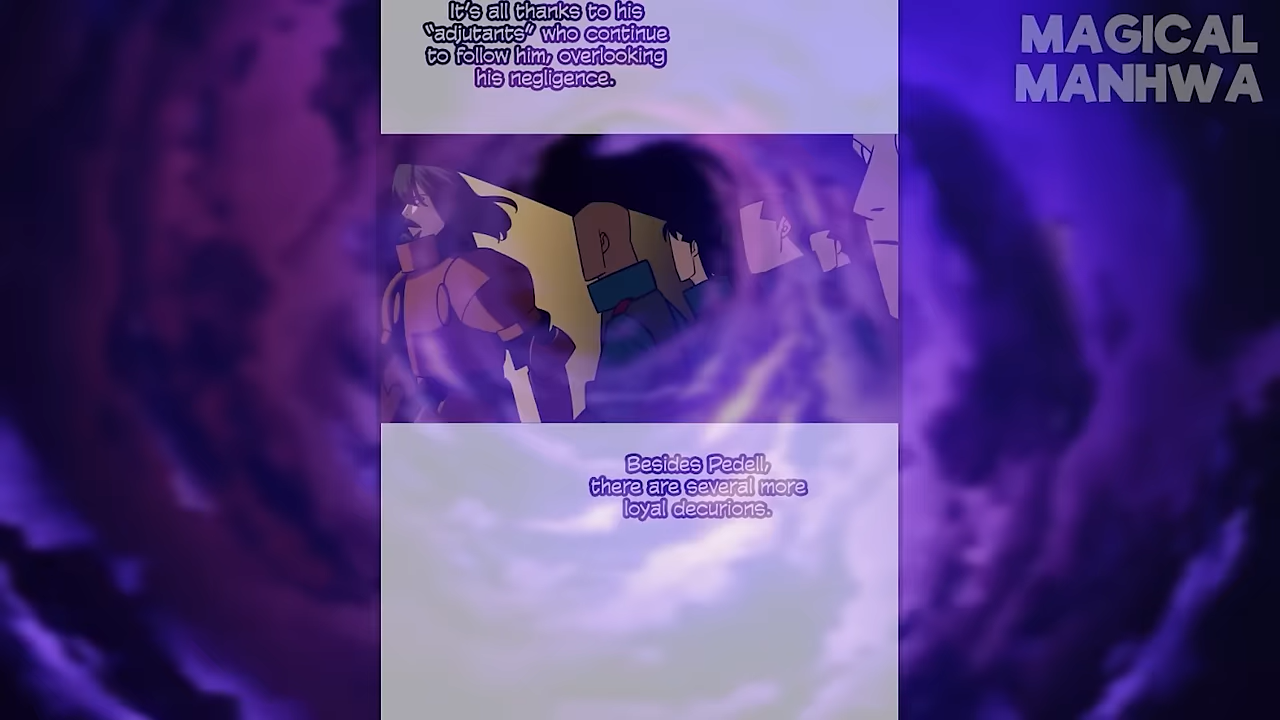 It's all thanks to his
"adjutants" who continue
to follow him, overlooking
his negligence.
MAGICAL
MANHWA
Besides Pedell,
there are several more
loyal decurions.